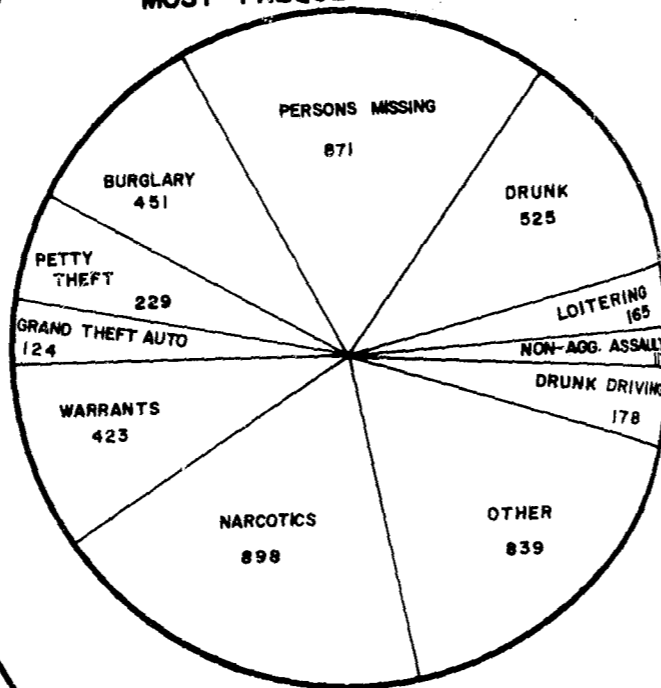 MOST
PERSONS MISSING
871
DRUNK
525
LOITERING
165
NON-AGG. ASSAULT
DRUNK DRIVING
178
OTHER
839
NARCOTICS
898
WARRANTS
423
GRAND THEFT AUTO
124
PETTY
THEFT
229
BURGLARY
451